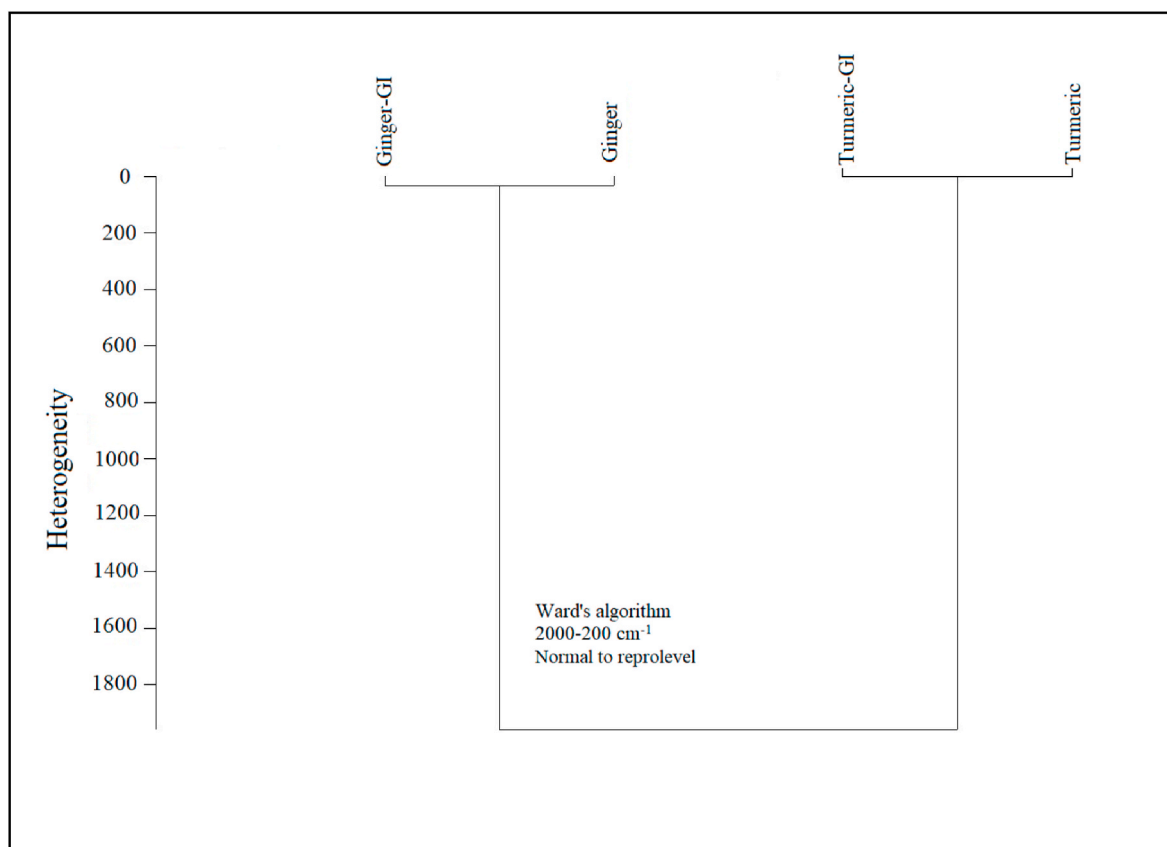 Ginger-GI
Ginger
Turmeric-GI
Turmeric
0
200
400
600
800
1000
1200
1400
1600
1800
Heterogeneity
Ward's algorithm
2000-200 cm⁻¹
Normal to reprolevel